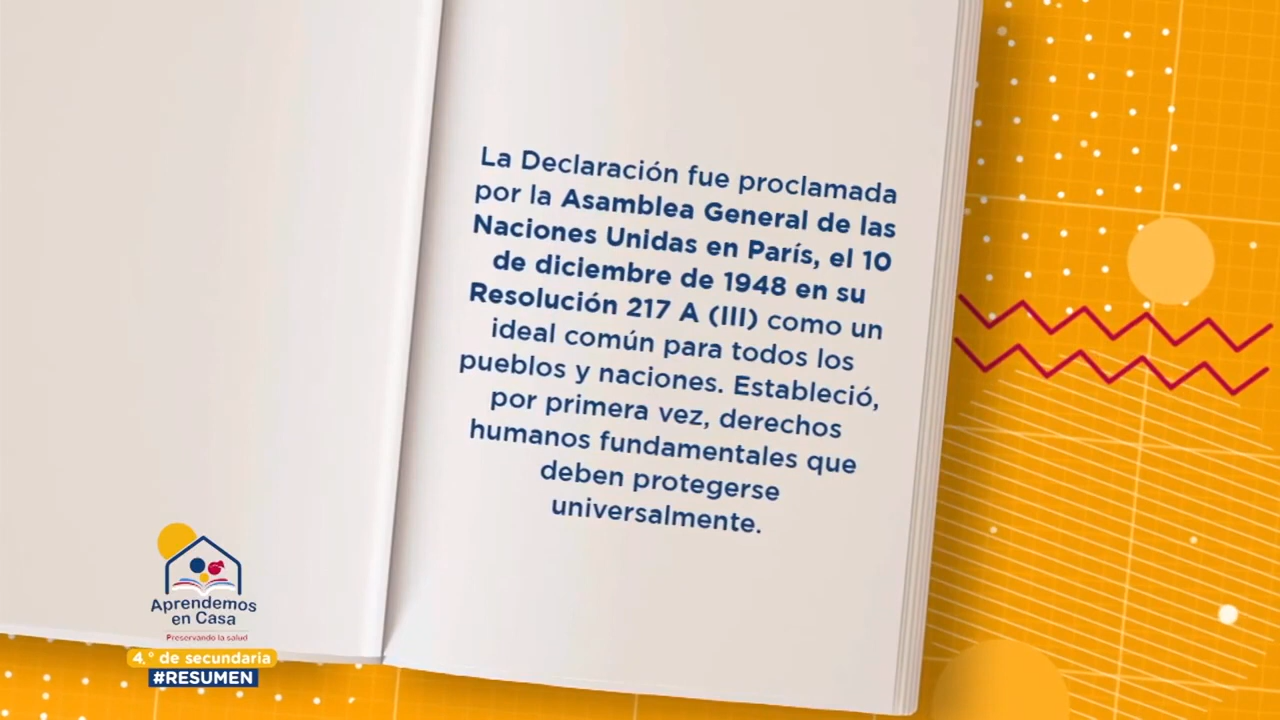 La Declaración fue proclamada
por la Asamblea General de las
Naciones Unidas en París, el 10
de diciembre de 1948 en su
Resolución 217 A (III) como un
ideal común para todos los
pueblos y naciones. Estableció,
por primera vez, derechos
humanos fundamentales que
deben protegerse
universalmente.
Aprendemos
en Casa
Preservando la salud
4.° de secundaria
#RESUMEN